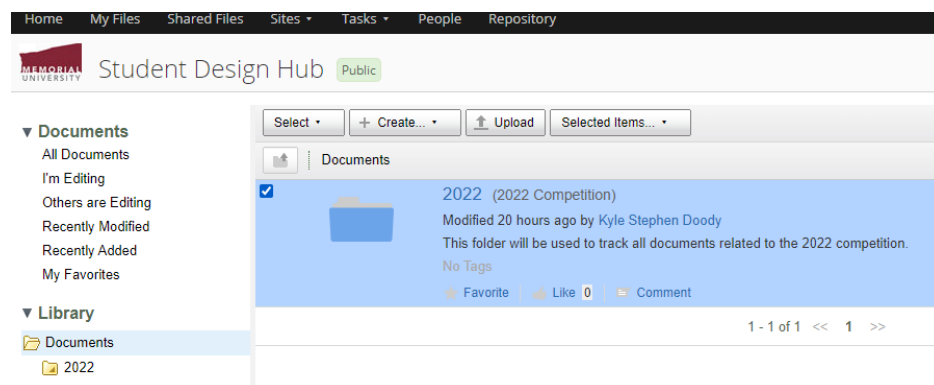 Home My Files Shared Files Sites Tasks People Repository
MEMORIAL
UNIVERSITY
Student Design Hub Public
Documents
All Documents
I'm Editing
Others are Editing
Recently Modified
Recently Added
My Favorites
Library
Documents
2022
Select + Create... Upload Selected Items...
Documents
2022 (2022 Competition)
Modified 20 hours ago by Kyle Stephen Doody
This folder will be used to track all documents related to the 2022 competition.
No Tags
Favorite Like 0 Comment
1 - 1 of 1 << 1 >>